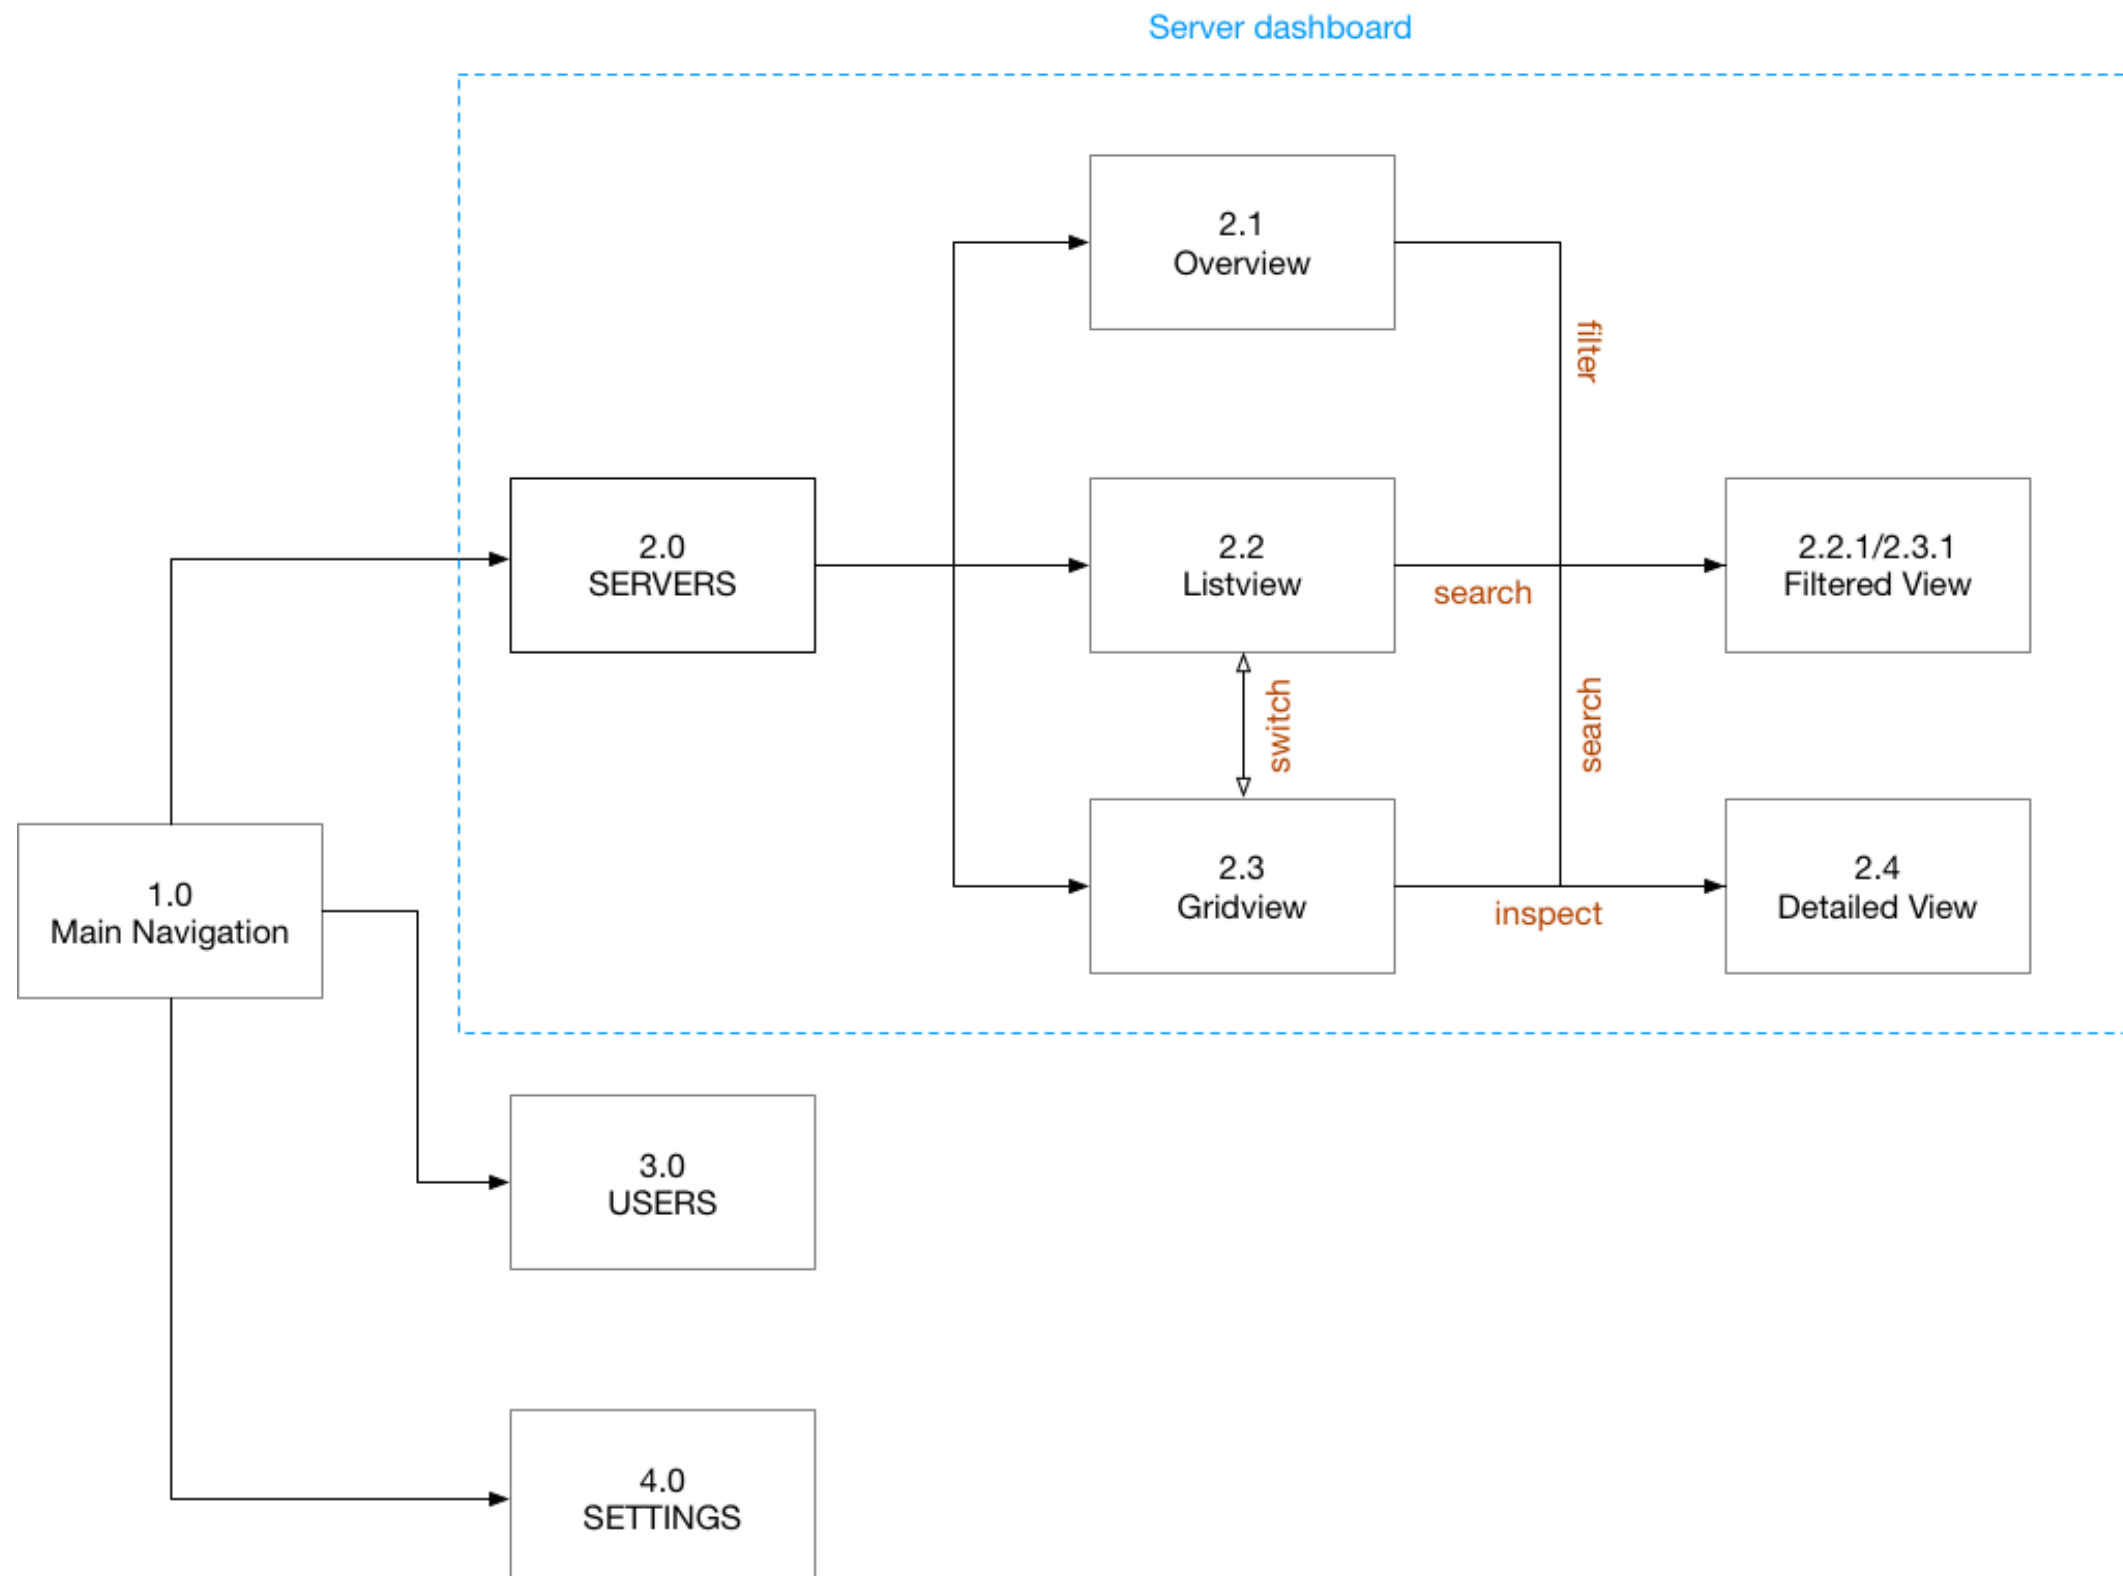 Server dashboard
2.1
Overview
filter
2.0
SERVERS
2.2
Listview
search
2.2.1/2.3.1
Filtered View
switch
search
1.0
Main Navigation
2.3
Gridview
inspect
2.4
Detailed View
3.0
USERS
4.0
SETTINGS